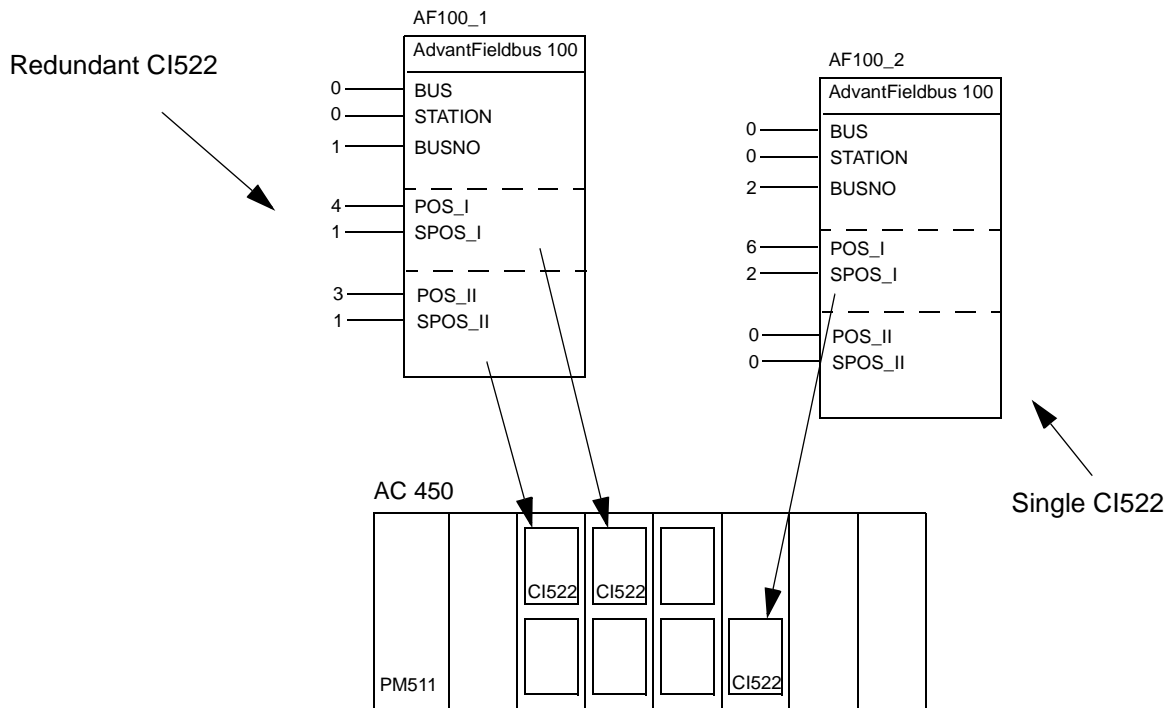 AF100_1
AdvantFieldbus 100
Redundant CI522
0 BUS
0 STATION
1 BUSNO
4 POS_I
1 SPOS_I
3 POS_II
1 SPOS_II
AF100_2
AdvantFieldbus 100
0 BUS
0 STATION
2 BUSNO
6 POS_I
2 SPOS_I
0 POS_II
0 SPOS_II
Single CI522
AC 450
CI522 CI522
PM511 CI522